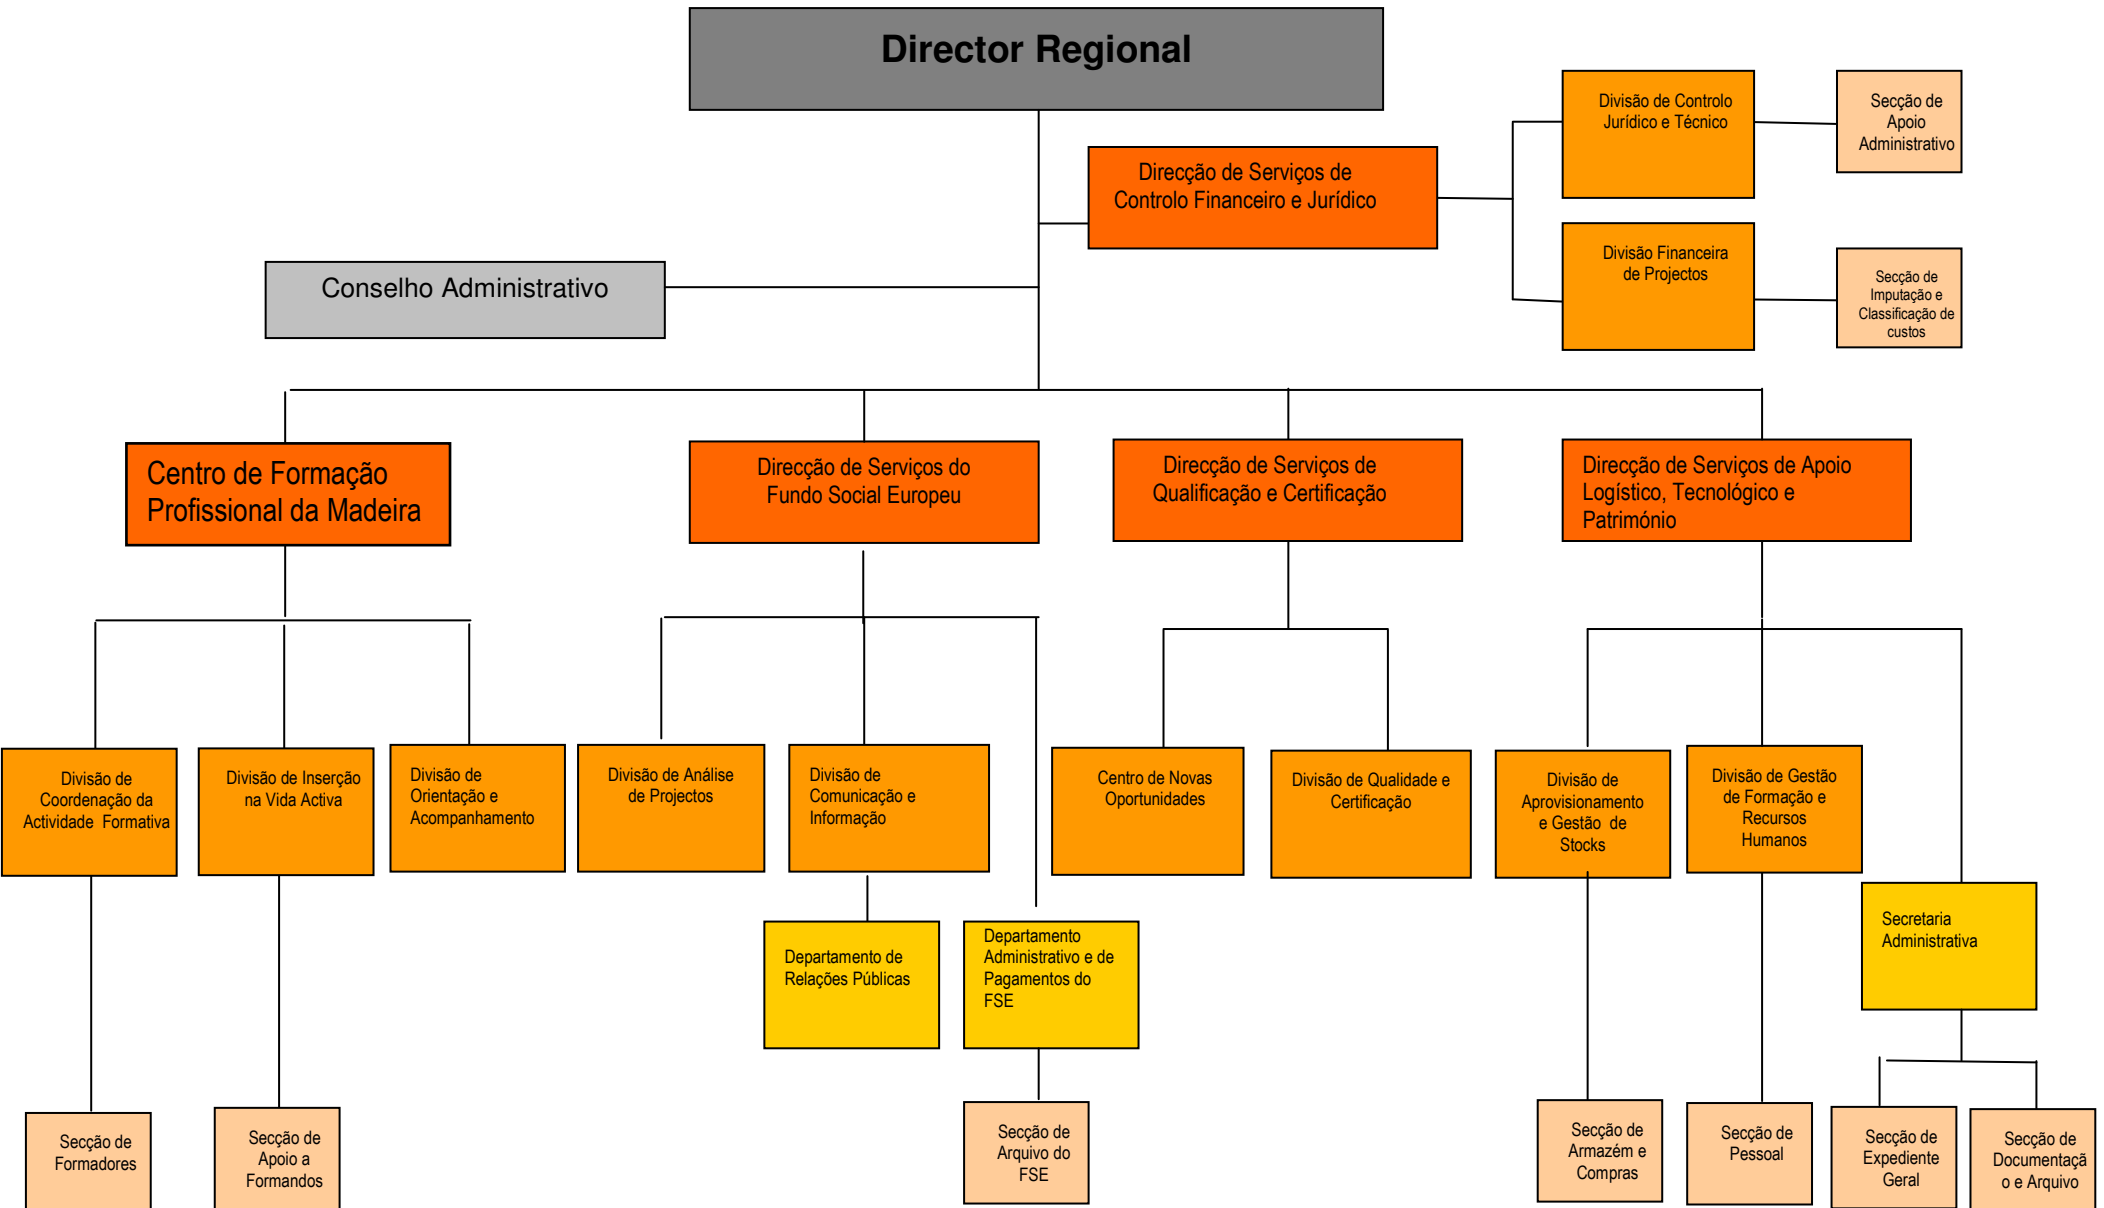 Director Regional
Divisão de Controlo
Jurídico e Técnico
Secção de
Apoio
Administrativo
Direcção de Serviços de
Controlo Financeiro e Jurídico
Divisão Financeira
de Projectos
Secção de
Imputação e
Classificação de
custos
Conselho Administrativo
Centro de Formação
Profissional da Madeira
Direcção de Serviços do
Fundo Social Europeu
Direcção de Serviços de
Qualificação e Certificação
Direcção de Serviços de Apoio
Logístico, Tecnológico e
Património
Divisão de
Coordenação da
Actividade  Formativa
Divisão de Inserção
na Vida Activa
Divisão de
Orientação e
Acompanhamento
Divisão de Análise
de Projectos
Divisão de
Comunicação e
Informação
Centro de Novas
Oportunidades
Divisão de Qualidade e
Certificação
Divisão de
Aprovisionamento
e Gestão  de
Stocks
Divisão de Gestão
de Formação e
Recursos
Humanos
Secretaria
Administrativa
Departamento de
Relações Públicas
Departamento
Administrativo e de
Pagamentos do
FSE
Secção de
Formadores
Secção de
Apoio a
Formandos
Secção de
Arquivo do
FSE
Secção de
Armazém e
Compras
Secção de
Pessoal
Secção de
Expediente
Geral
Secção de
Documentaçã
o e Arquivo